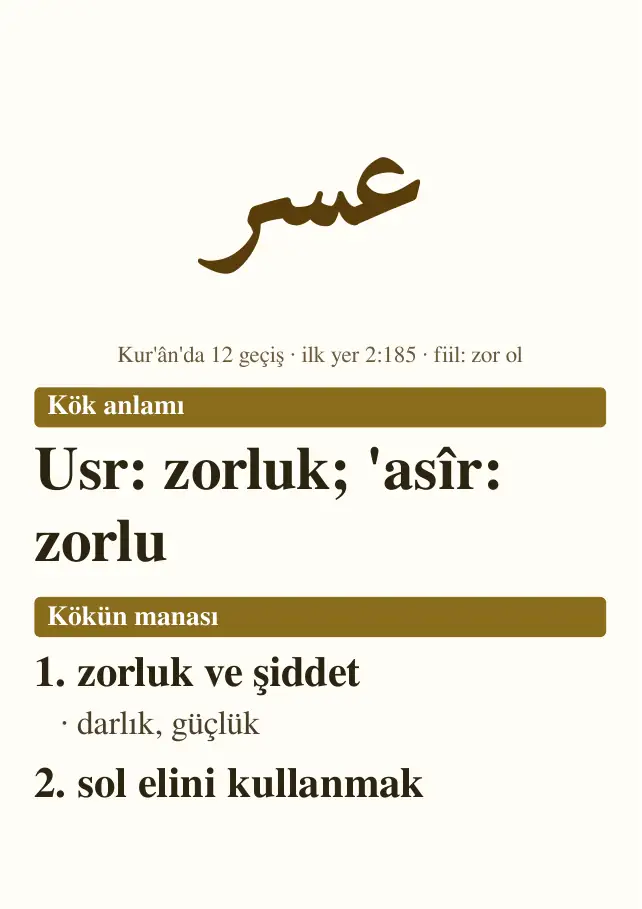 عسر
Kur'ân'da 12 geçiş · ilk yer 2:185 · fiil: zor ol
Kök anlamı
Usr: zorluk; 'asîr:
zorlu
Kökün manası
1. zorluk ve şiddet
· darlık, güçlük
2. sol elini kullanmak